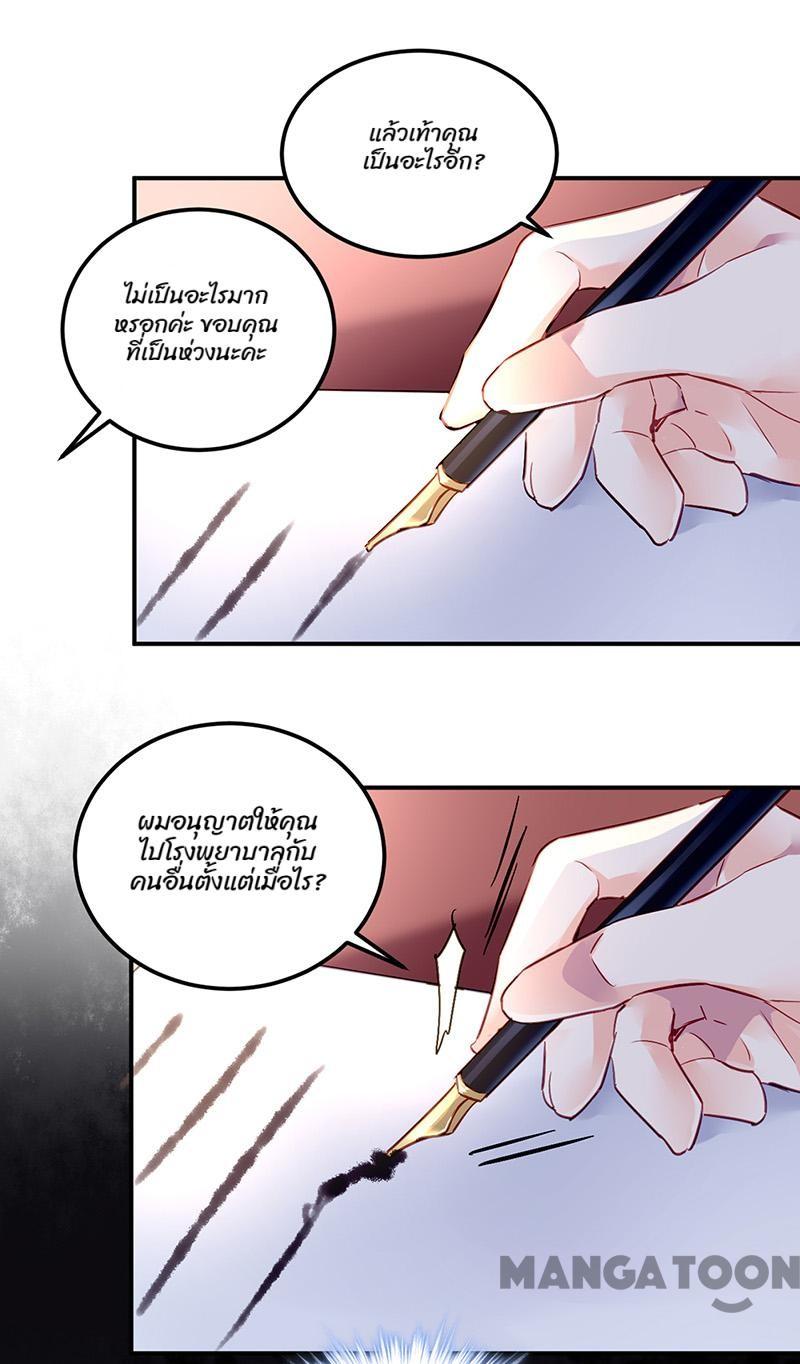 แล้วเท้าคุณ
เป็นอะไรอีก?
ไม่เป็นอะไรมาก
หรอกค่ะ ขอบคุณ
ที่เป็นห่วงนะคะ
ผมอนุญาตให้คุณ
ไปโรงพยาบาลกับ
คนอื่นตั้งแต่เมื่อไร?
MANGATOON